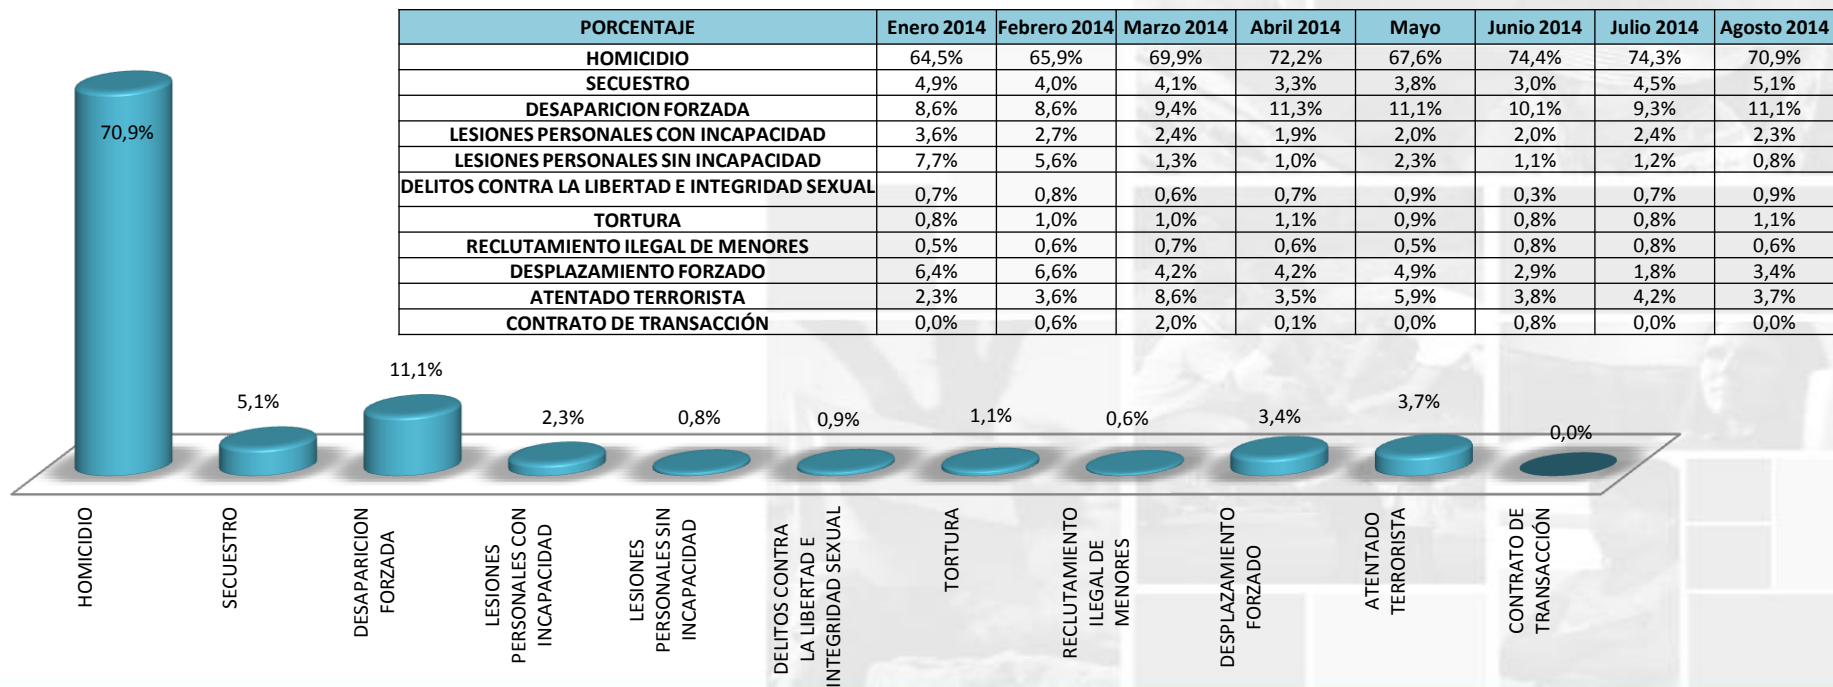 PORCENTAJE Enero 2014 Febrero 2014 Marzo 2014 Abril 2014 Mayo Junio 2014 Julio 2014 Agosto 2014
HOMICIDIO 64,5% 65,9% 69,9% 72,2% 67,6% 74,4% 74,3% 70,9%
SECUESTRO 4,9% 4,0% 4,1% 3,3% 3,8% 3,0% 4,5% 5,1%
DESAPARICION FORZADA 8,6% 8,6% 9,4% 11,3% 11,1% 10,1% 9,3% 11,1%
LESIONES PERSONALES CON INCAPACIDAD 3,6% 2,7% 2,4% 1,9% 2,0% 2,0% 2,4% 2,3%
LESIONES PERSONALES SIN INCAPACIDAD 7,7% 5,6% 1,3% 1,0% 2,3% 1,1% 1,2% 0,8%
DELITOS CONTRA LA LIBERTAD E INTEGRIDAD SEXUAL 0,7% 0,8% 0,6% 0,7% 0,9% 0,3% 0,7% 0,9%
TORTURA 0,8% 1,0% 1,0% 1,1% 0,9% 0,8% 0,8% 1,1%
RECLUTAMIENTO ILEGAL DE MENORES 0,5% 0,6% 0,7% 0,6% 0,5% 0,8% 0,8% 0,6%
DESPLAZAMIENTO FORZADO 6,4% 6,6% 4,2% 4,2% 4,9% 2,9% 1,8% 3,4%
ATENTADO TERRORISTA 2,3% 3,6% 8,6% 3,5% 5,9% 3,8% 4,2% 3,7%
CONTRATO DE TRANSACCIÓN 0,0% 0,6% 2,0% 0,1% 0,0% 0,8% 0,0% 0,0%
70,9%
5,1%
11,1%
2,3%
0,8%
0,9%
1,1%
0,6%
3,4%
3,7%
0,0%
HOMICIDIO
SECUESTRO
DESAPARICION
FORZADA
LESIONES
PERSONALES CON
INCAPACIDAD
LESIONES
PERSONALES SIN
INCAPACIDAD
DELITOS CONTRA
LA LIBERTAD E
INTEGRIDAD SEXUAL
TORTURA
RECLUTAMIENTO
ILEGAL DE
MENORES
DESPLAZAMIENTO
FORZADO
ATENTADO
TERRORISTA
CONTRATO DE
TRANSACCIÓN